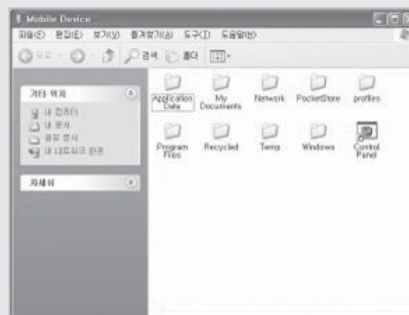 Mobile Device
파일(F) 편집(E) 보기(V) 즐겨찾기(A) 도구(T) 도움말(H)
뒤로 검색 폴더
기타 위치
내 컴퓨터
내 문서
공유 문서
내 네트워크 환경
자세히
Application Data
My Documents
Network
PocketStore
profiles
Program Files
Recycled
Temp
Windows
Control Panel